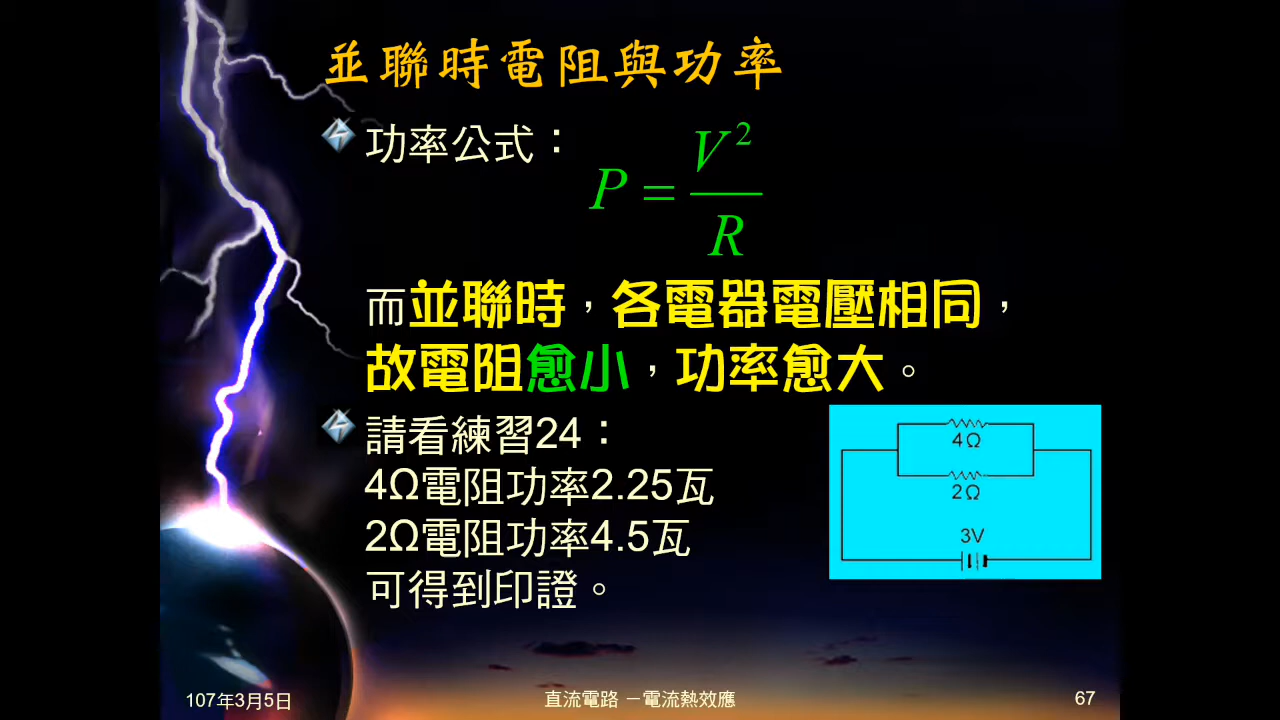 並聯時電阻與功率
功率公式：
P = V² / R
而並聯時，各電器電壓相同，
故電阻愈小，功率愈大。
請看練習24：
4Ω電阻功率2.25瓦
2Ω電阻功率4.5瓦
可得到印證。
4Ω
2Ω
3V
107年3月5日
直流電路 －電流熱效應
67